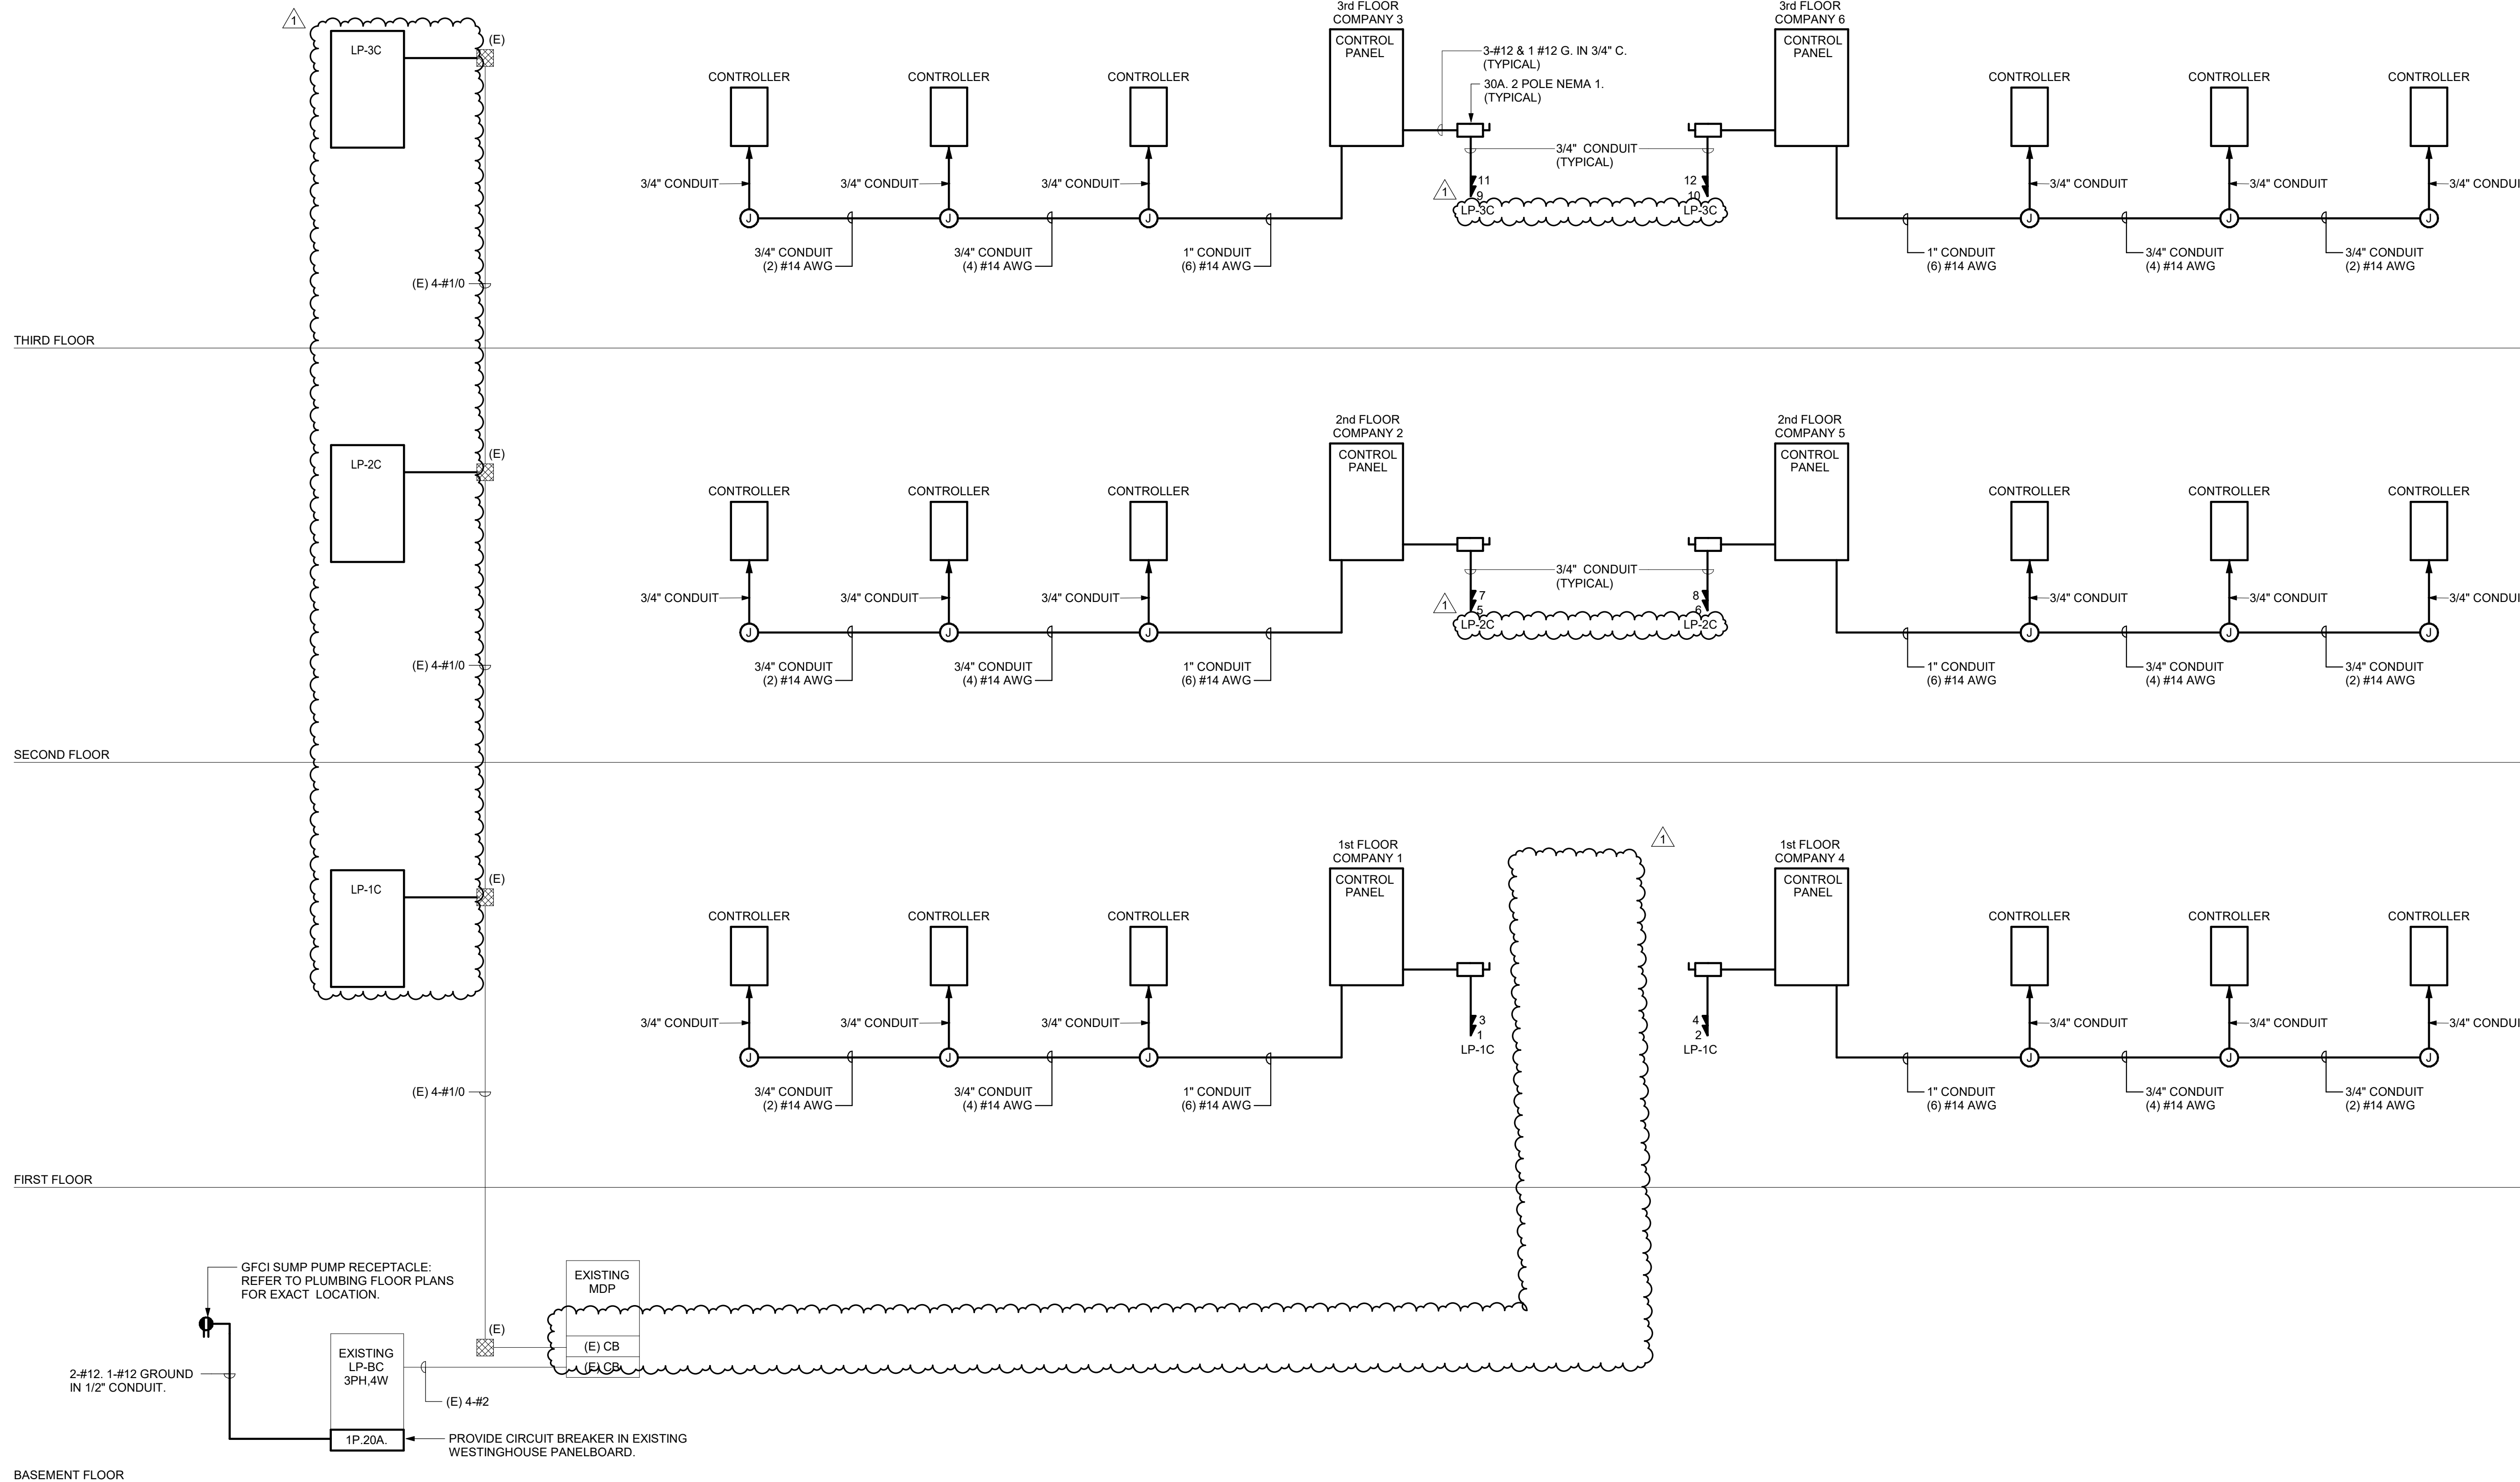 3rd FLOOR
COMPANY 3
3rd FLOOR
COMPANY 6
1
LP-3C
(E)
CONTROL
PANEL
3-#12 & 1 #12 G. IN 3/4" C.
(TYPICAL)
30A. 2 POLE NEMA 1.
(TYPICAL)
CONTROL
PANEL
CONTROLLER
CONTROLLER
CONTROLLER
CONTROLLER
CONTROLLER
CONTROLLER
3/4" CONDUIT
(TYPICAL)
3/4" CONDUIT
3/4" CONDUIT
3/4" CONDUIT
11
9
LP-3C
1
12
10
LP-3C
3/4" CONDUIT
3/4" CONDUIT
3/4" CONDUI
J
J
J
J
J
J
3/4" CONDUIT
(2) #14 AWG
3/4" CONDUIT
(4) #14 AWG
1" CONDUIT
(6) #14 AWG
1" CONDUIT
(6) #14 AWG
3/4" CONDUIT
(4) #14 AWG
3/4" CONDUIT
(2) #14 AWG
(E) 4-#1/0
THIRD FLOOR
2nd FLOOR
COMPANY 2
2nd FLOOR
COMPANY 5
LP-2C
(E)
CONTROL
PANEL
CONTROL
PANEL
CONTROLLER
CONTROLLER
CONTROLLER
CONTROLLER
CONTROLLER
CONTROLLER
3/4" CONDUIT
(TYPICAL)
3/4" CONDUIT
3/4" CONDUIT
3/4" CONDUIT
7
5
LP-2C
1
8
6
LP-2C
3/4" CONDUIT
3/4" CONDUIT
3/4" CONDUI
J
J
J
J
J
J
(E) 4-#1/0
3/4" CONDUIT
(2) #14 AWG
3/4" CONDUIT
(4) #14 AWG
1" CONDUIT
(6) #14 AWG
1" CONDUIT
(6) #14 AWG
3/4" CONDUIT
(4) #14 AWG
3/4" CONDUIT
(2) #14 AWG
SECOND FLOOR
1st FLOOR
COMPANY 1
1
1st FLOOR
COMPANY 4
LP-1C
(E)
CONTROL
PANEL
CONTROL
PANEL
CONTROLLER
CONTROLLER
CONTROLLER
CONTROLLER
CONTROLLER
CONTROLLER
3/4" CONDUIT
3/4" CONDUIT
3/4" CONDUIT
3
1
LP-1C
4
2
LP-1C
3/4" CONDUIT
3/4" CONDUIT
3/4" CONDUI
J
J
J
J
J
J
(E) 4-#1/0
3/4" CONDUIT
(2) #14 AWG
3/4" CONDUIT
(4) #14 AWG
1" CONDUIT
(6) #14 AWG
1" CONDUIT
(6) #14 AWG
3/4" CONDUIT
(4) #14 AWG
3/4" CONDUIT
(2) #14 AWG
FIRST FLOOR
GFCI SUMP PUMP RECEPTACLE:
REFER TO PLUMBING FLOOR PLANS
FOR EXACT LOCATION.
EXISTING
MDP
(E)
(E) CB
(E) CB
EXISTING
LP-BC
3PH,4W
2-#12. 1-#12 GROUND
IN 1/2" CONDUIT.
(E) 4-#2
1P.20A.
PROVIDE CIRCUIT BREAKER IN EXISTING
WESTINGHOUSE PANELBOARD.
BASEMENT FLOOR